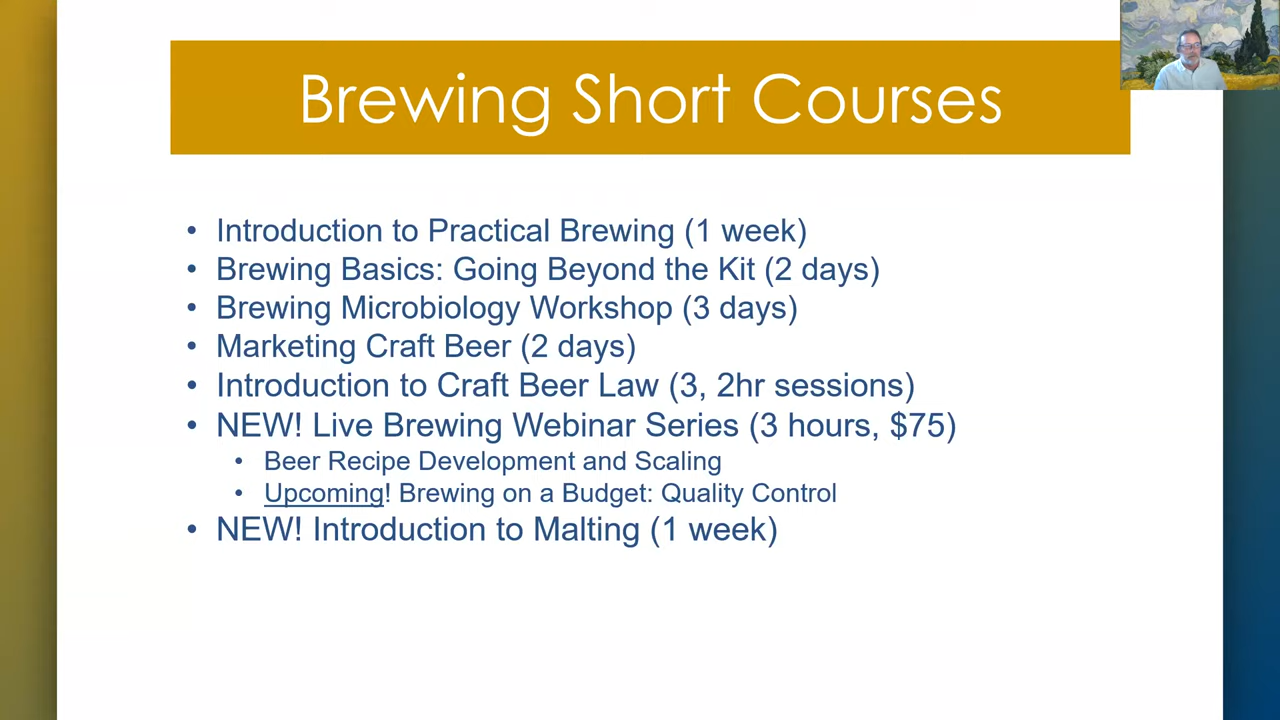 Brewing Short Courses
• Introduction to Practical Brewing (1 week)
• Brewing Basics: Going Beyond the Kit (2 days)
• Brewing Microbiology Workshop (3 days)
• Marketing Craft Beer (2 days)
• Introduction to Craft Beer Law (3, 2hr sessions)
• NEW! Live Brewing Webinar Series (3 hours, $75)
• Beer Recipe Development and Scaling
• Upcoming! Brewing on a Budget: Quality Control
• NEW! Introduction to Malting (1 week)